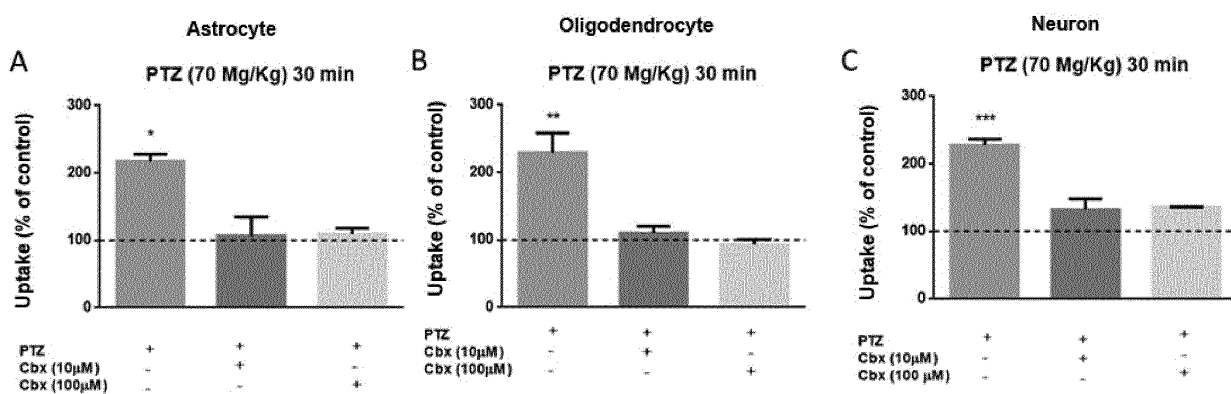 Astrocyte
A
PTZ (70 Mg/Kg) 30 min
Uptake (% of control)
300
200
100
0
*
PTZ + + +
Cbx (10µM) - + -
Cbx (100µM) - - +
Oligodendrocyte
B
PTZ (70 Mg/Kg) 30 min
Uptake (% of control)
300
200
100
0
**
PTZ + + +
Cbx (10µM) - + -
Cbx (100µM) - - +
Neuron
C
PTZ (70 Mg/Kg) 30 min
Uptake (% of control)
300
200
100
0
***
PTZ + + +
Cbx (10µM) - + -
Cbx (100 µM) - - +